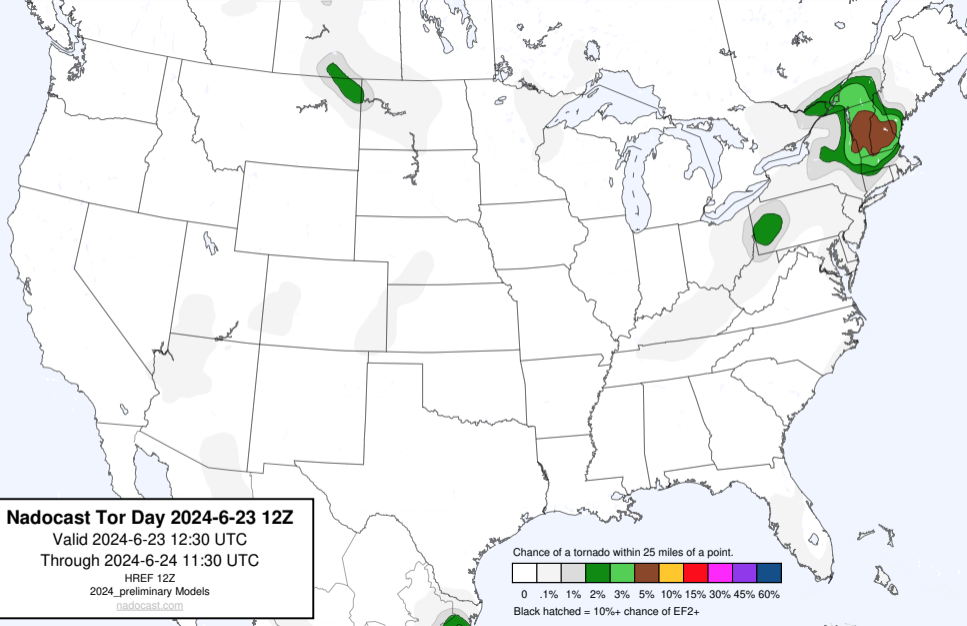 Nadocast Tor Day 2024-6-23 12Z
Valid 2024-6-23 12:30 UTC
Through 2024-6-24 11:30 UTC
HREF 12Z
2024_preliminary Models
nadocast.com
Chance of a tornado within 25 miles of a point.
0 .1% 1% 2% 3% 5% 10% 15% 30% 45% 60%
Black hatched = 10%+ chance of EF2+